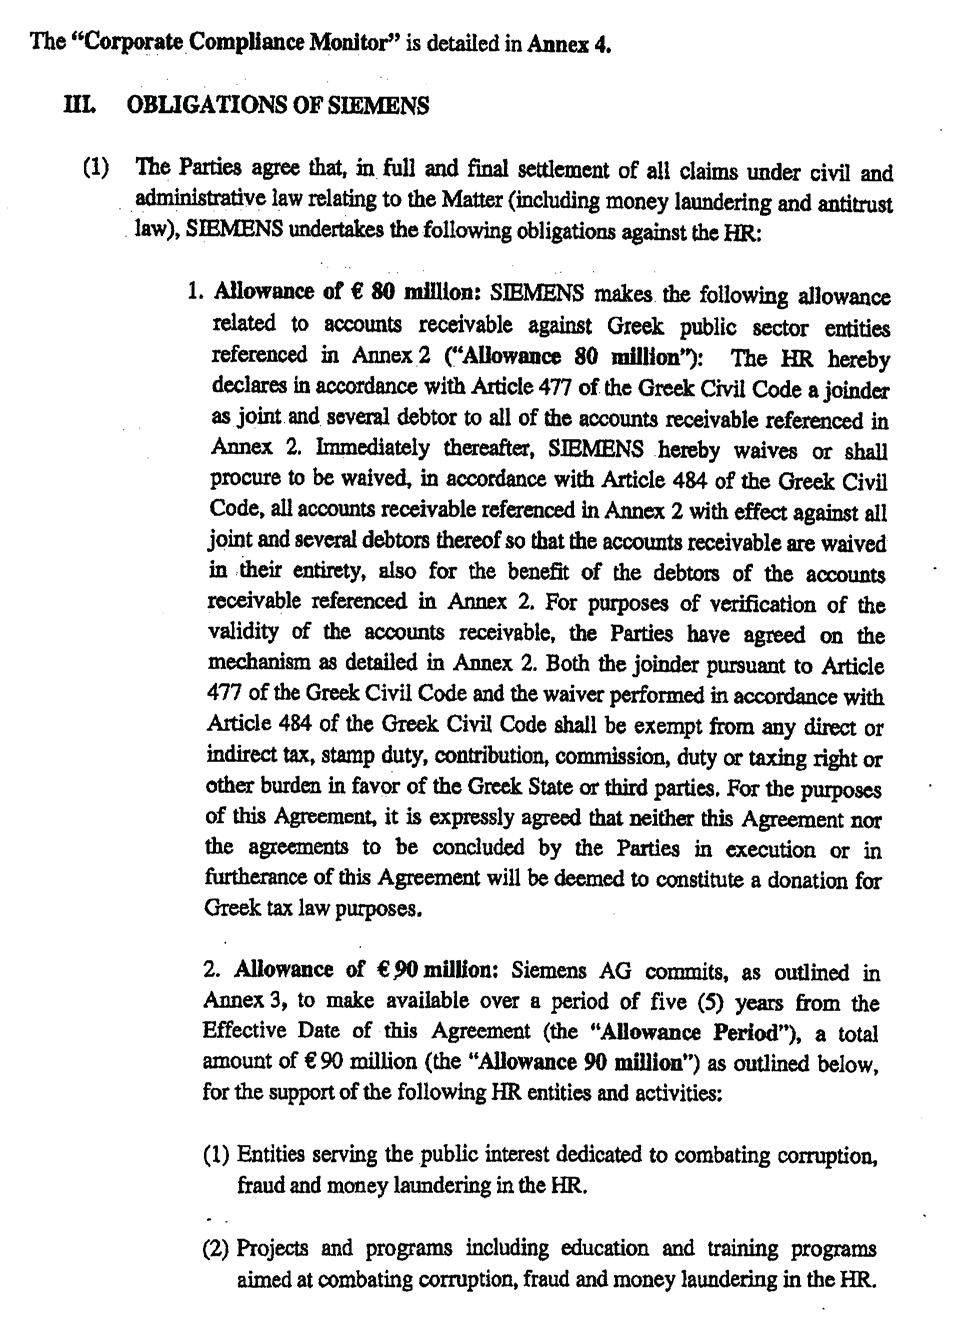 The “Corporate Compliance Monitor” is detailed in Annex 4.
III. OBLIGATIONS OF SIEMENS
(1) The Parties agree that, in full and final settlement of all claims under civil and
administrative law relating to the Matter (including money laundering and antitrust
law), SIEMENS undertakes the following obligations against the HR:
1. Allowance of € 80 million: SIEMENS makes the following allowance
related to accounts receivable against Greek public sector entities
referenced in Annex 2 (“Allowance 80 million”): The HR hereby
declares in accordance with Article 477 of the Greek Civil Code a joinder
as joint and several debtor to all of the accounts receivable referenced in
Annex 2. Immediately thereafter, SIEMENS hereby waives or shall
procure to be waived, in accordance with Article 484 of the Greek Civil
Code, all accounts receivable referenced in Annex 2 with effect against all
joint and several debtors thereof so that the accounts receivable are waived
in their entirety, also for the benefit of the debtors of the accounts
receivable referenced in Annex 2. For purposes of verification of the
validity of the accounts receivable, the Parties have agreed on the
mechanism as detailed in Annex 2. Both the joinder pursuant to Article
477 of the Greek Civil Code and the waiver performed in accordance with
Article 484 of the Greek Civil Code shall be exempt from any direct or
indirect tax, stamp duty, contribution, commission, duty or taxing right or
other burden in favor of the Greek State or third parties. For the purposes
of this Agreement, it is expressly agreed that neither this Agreement nor
the agreements to be concluded by the Parties in execution or in
furtherance of this Agreement will be deemed to constitute a donation for
Greek tax law purposes.
2. Allowance of € 90 million: Siemens AG commits, as outlined in
Annex 3, to make available over a period of five (5) years from the
Effective Date of this Agreement (the “Allowance Period”), a total
amount of € 90 million (the “Allowance 90 million”) as outlined below,
for the support of the following HR entities and activities:
(1) Entities serving the public interest dedicated to combating corruption,
fraud and money laundering in the HR.
(2) Projects and programs including education and training programs
aimed at combating corruption, fraud and money laundering in the HR.